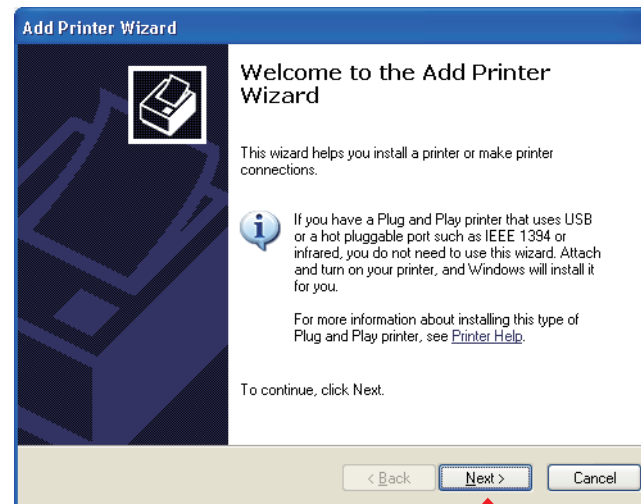 Add Printer Wizard
Welcome to the Add Printer
Wizard
This wizard helps you install a printer or make printer
connections.
If you have a Plug and Play printer that uses USB
or a hot pluggable port such as IEEE 1394 or
infrared, you do not need to use this wizard. Attach
and turn on your printer, and Windows will install it
for you.
For more information about installing this type of
Plug and Play printer, see Printer Help.
To continue, click Next.
< Back
Next >
Cancel